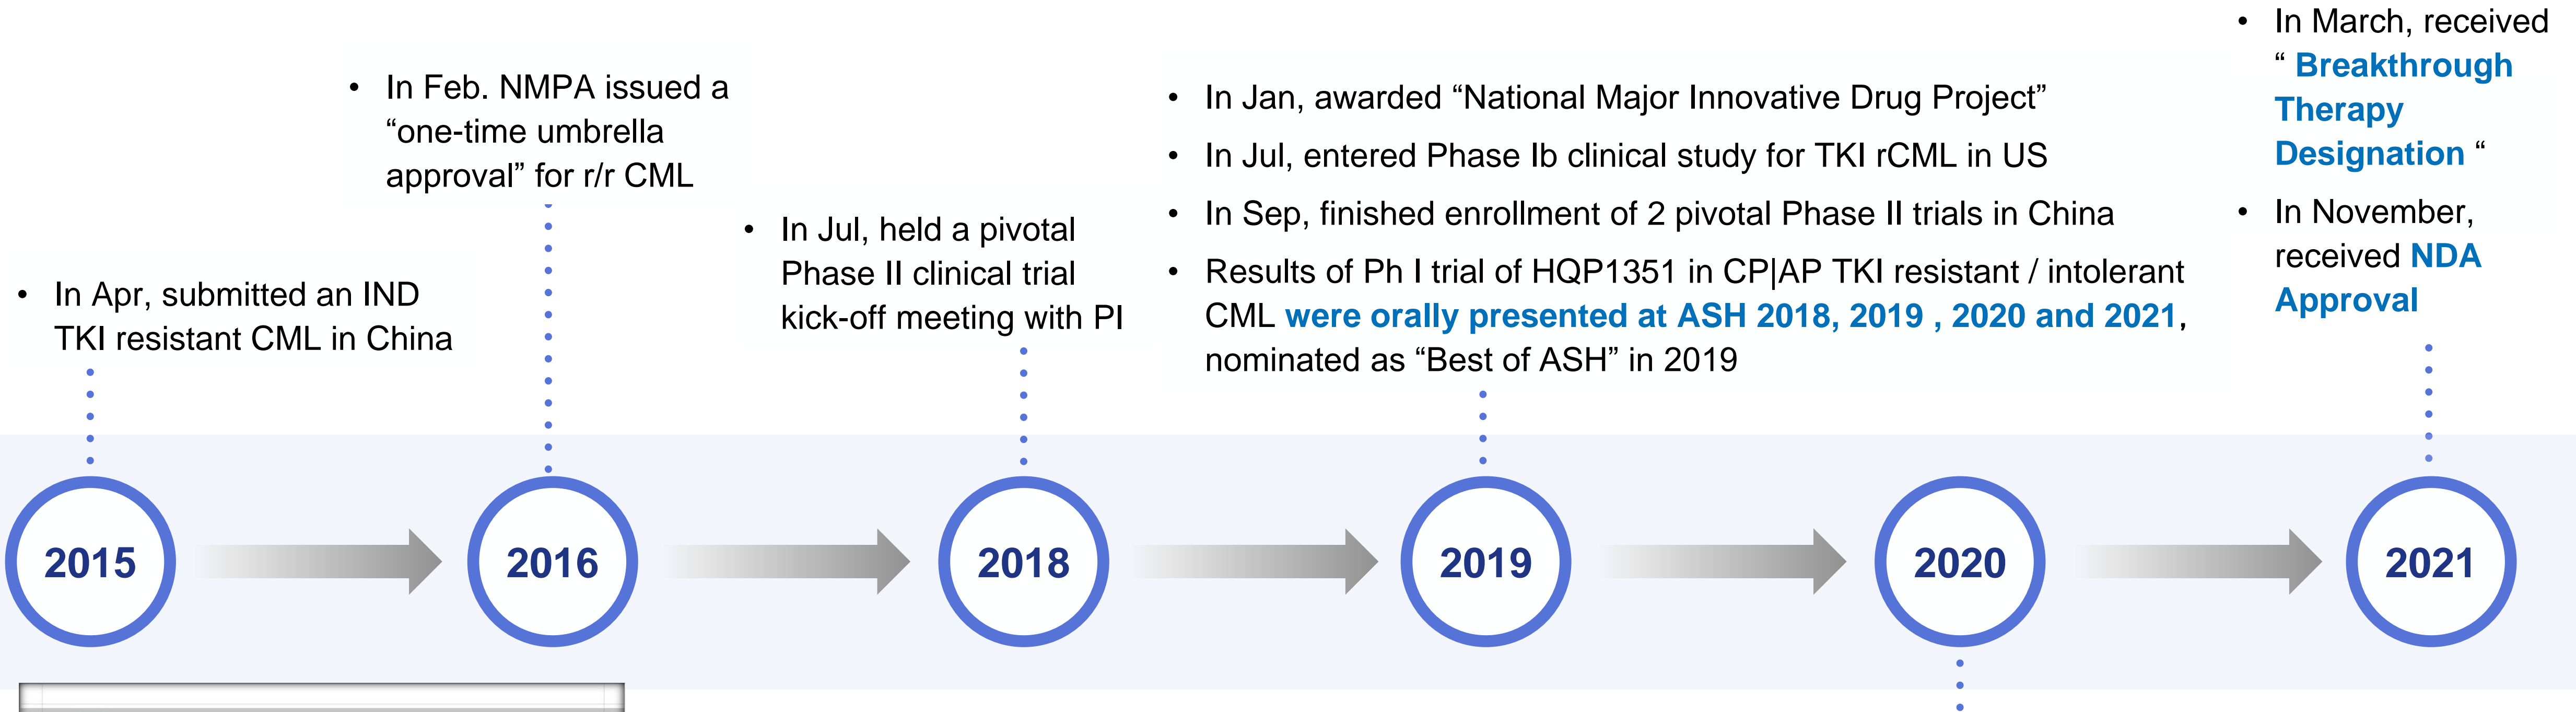 • In Apr, submitted an IND
TKI resistant CML in China
• In Feb. NMPA issued a
“one-time umbrella
approval” for r/r CML
• In Jul, held a pivotal
Phase II clinical trial
kick-off meeting with PI
• In Jan, awarded “National Major Innovative Drug Project”
• In Jul, entered Phase Ib clinical study for TKI rCML in US
• In Sep, finished enrollment of 2 pivotal Phase II trials in China
• Results of Ph I trial of HQP1351 in CP|AP TKI resistant / intolerant
CML were orally presented at ASH 2018, 2019 , 2020 and 2021,
nominated as “Best of ASH” in 2019
• In March, received
“ Breakthrough
Therapy
Designation “
• In November,
received NDA
Approval
2015
2016
2018
2019
2020
2021